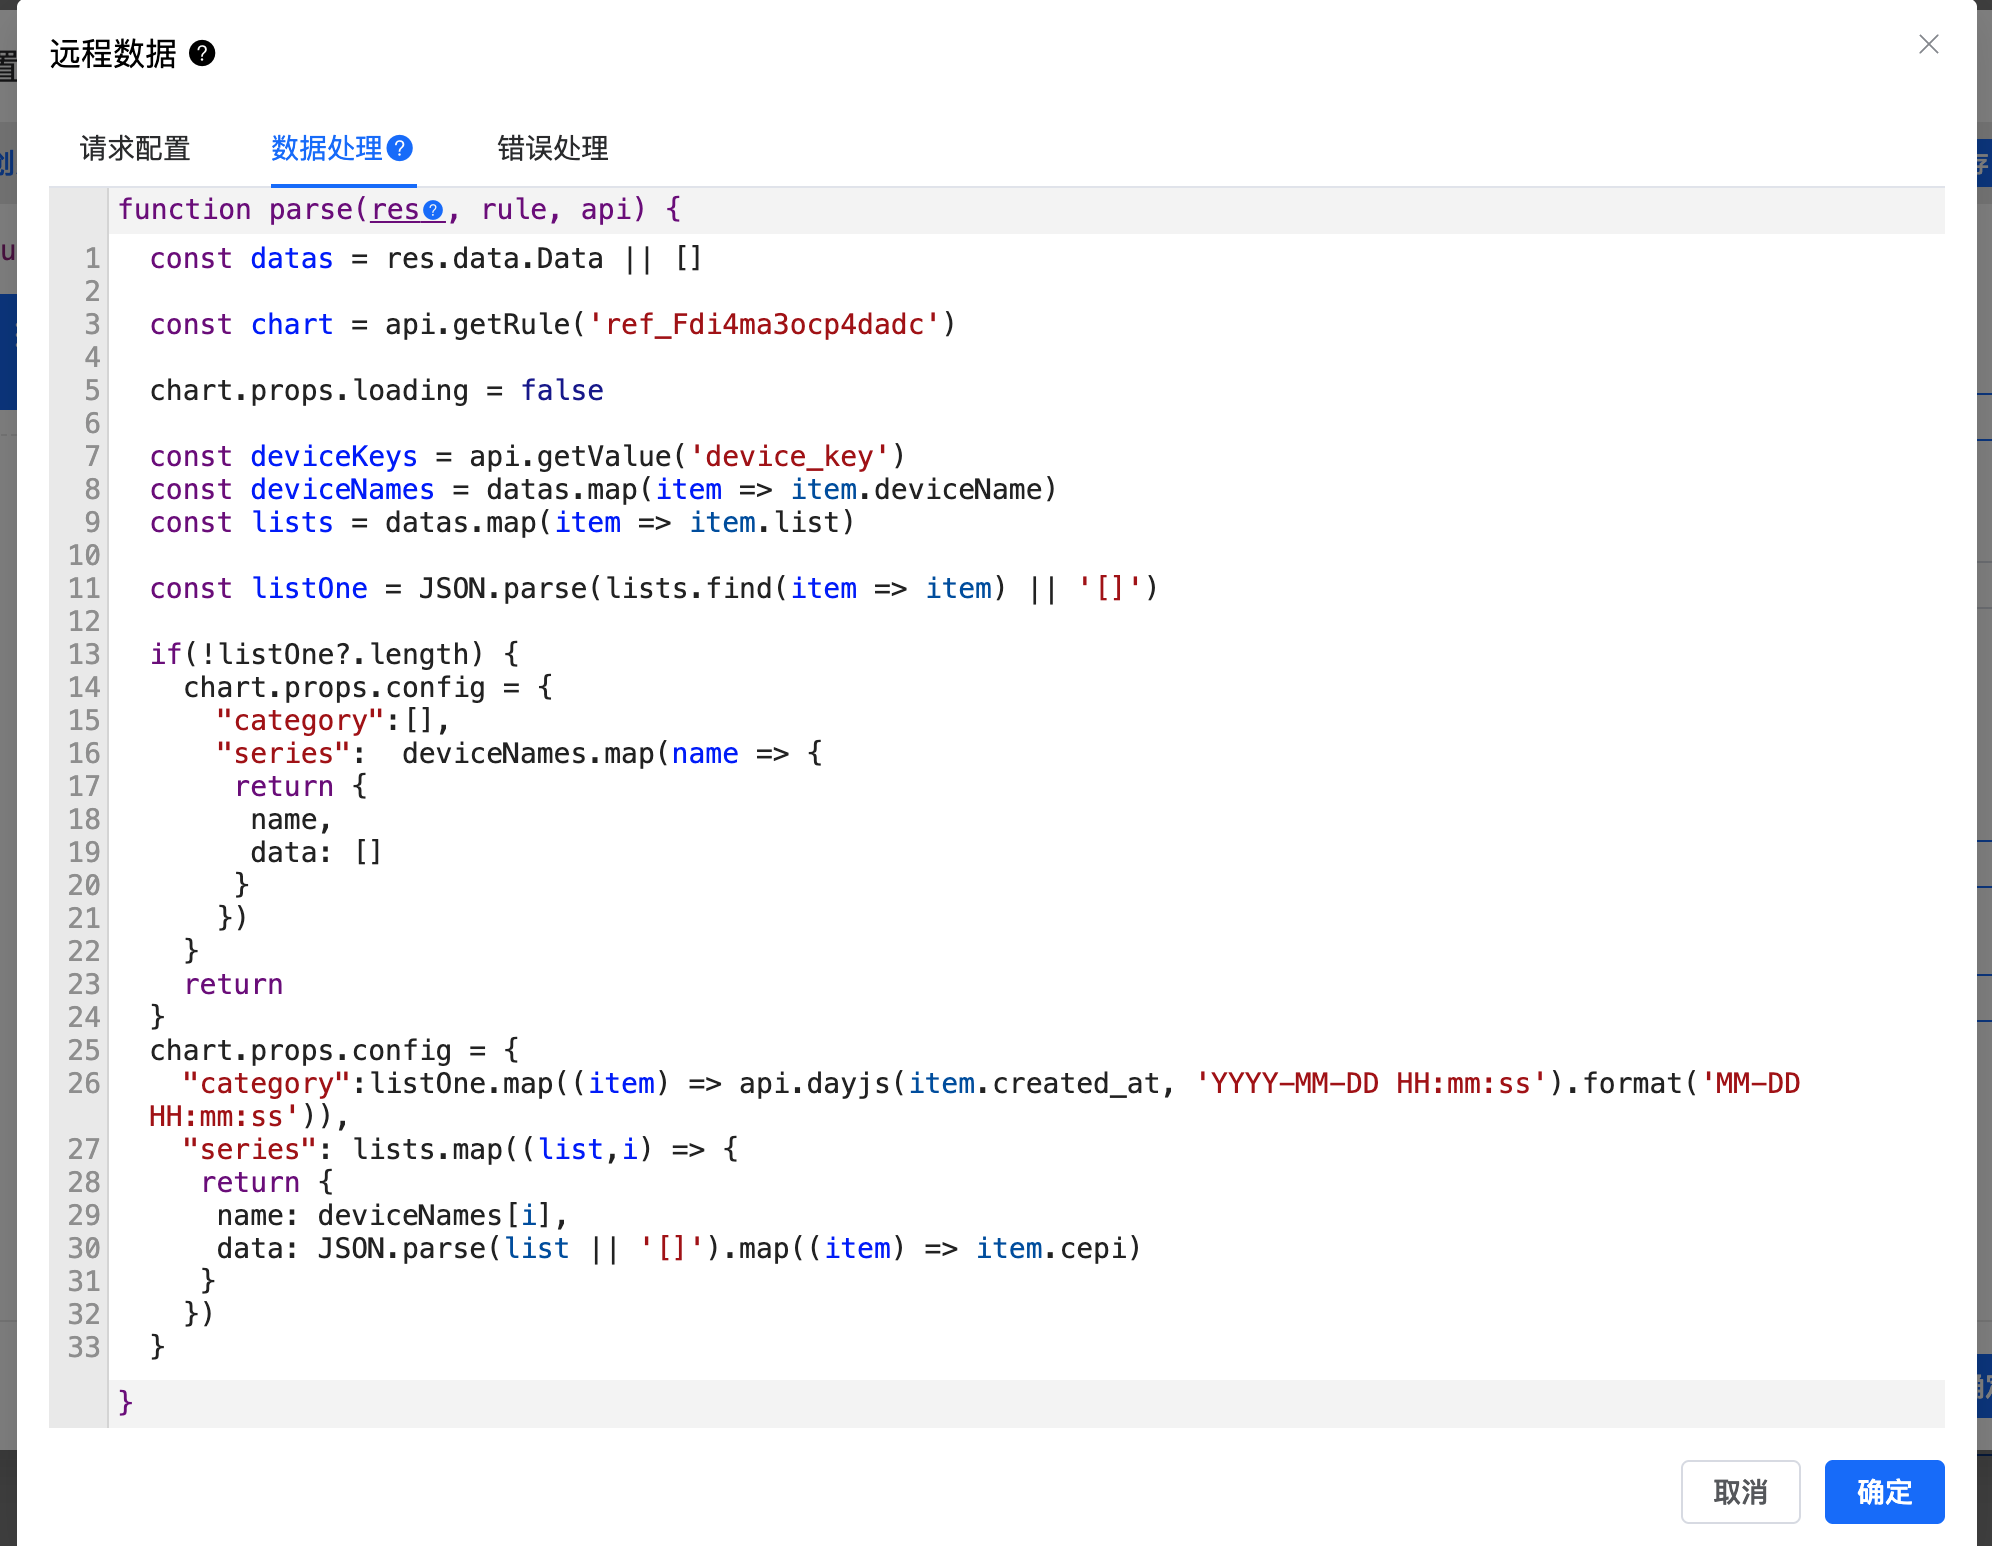 远程数据 ?
请求配置
数据处理 ?
错误处理
function parse(res?, rule, api) {
1 const datas = res.data.Data || []
2
3 const chart = api.getRule('ref_Fdi4ma3ocp4dadc')
4
5 chart.props.loading = false
6
7 const deviceKeys = api.getValue('device_key')
8 const deviceNames = datas.map(item => item.deviceName)
9 const lists = datas.map(item => item.list)
10
11 const listOne = JSON.parse(lists.find(item => item) || '[]')
12
13 if(!listOne?.length) {
14 chart.props.config = {
15 "category":[],
16 "series":  deviceNames.map(name => {
17 return {
18 name,
19 data: []
20 }
21 })
22 }
23 return
24 }
25 chart.props.config = {
26 "category":listOne.map((item) => api.dayjs(item.created_at, 'YYYY-MM-DD HH:mm:ss').format('MM-DD
HH:mm:ss')),
27 "series": lists.map((list,i) => {
28 return {
29 name: deviceNames[i],
30 data: JSON.parse(list || '[]').map((item) => item.cepi)
31 }
32 })
33 }
}
取消
确定